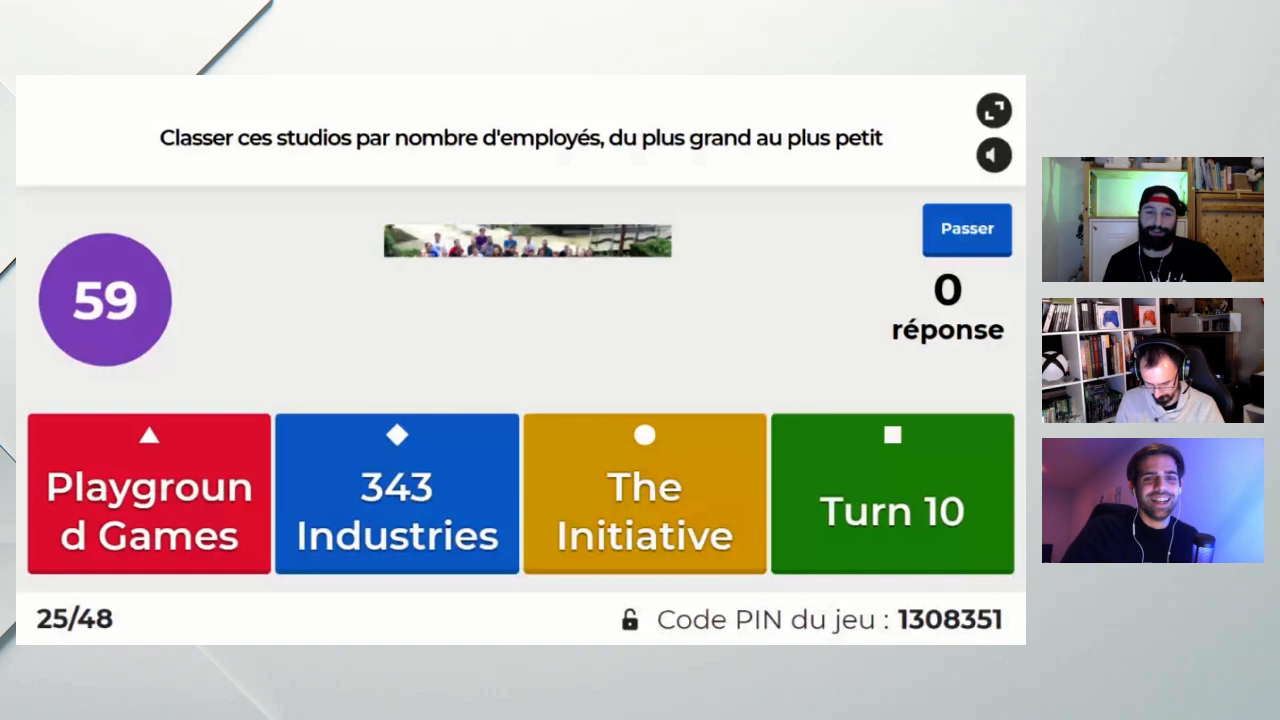 Classer ces studios par nombre d'employés, du plus grand au plus petit
Passer
59
0
réponse
Playgroun
d Games
343
Industries
The
Initiative
Turn 10
25/48
Code PIN du jeu : 1308351